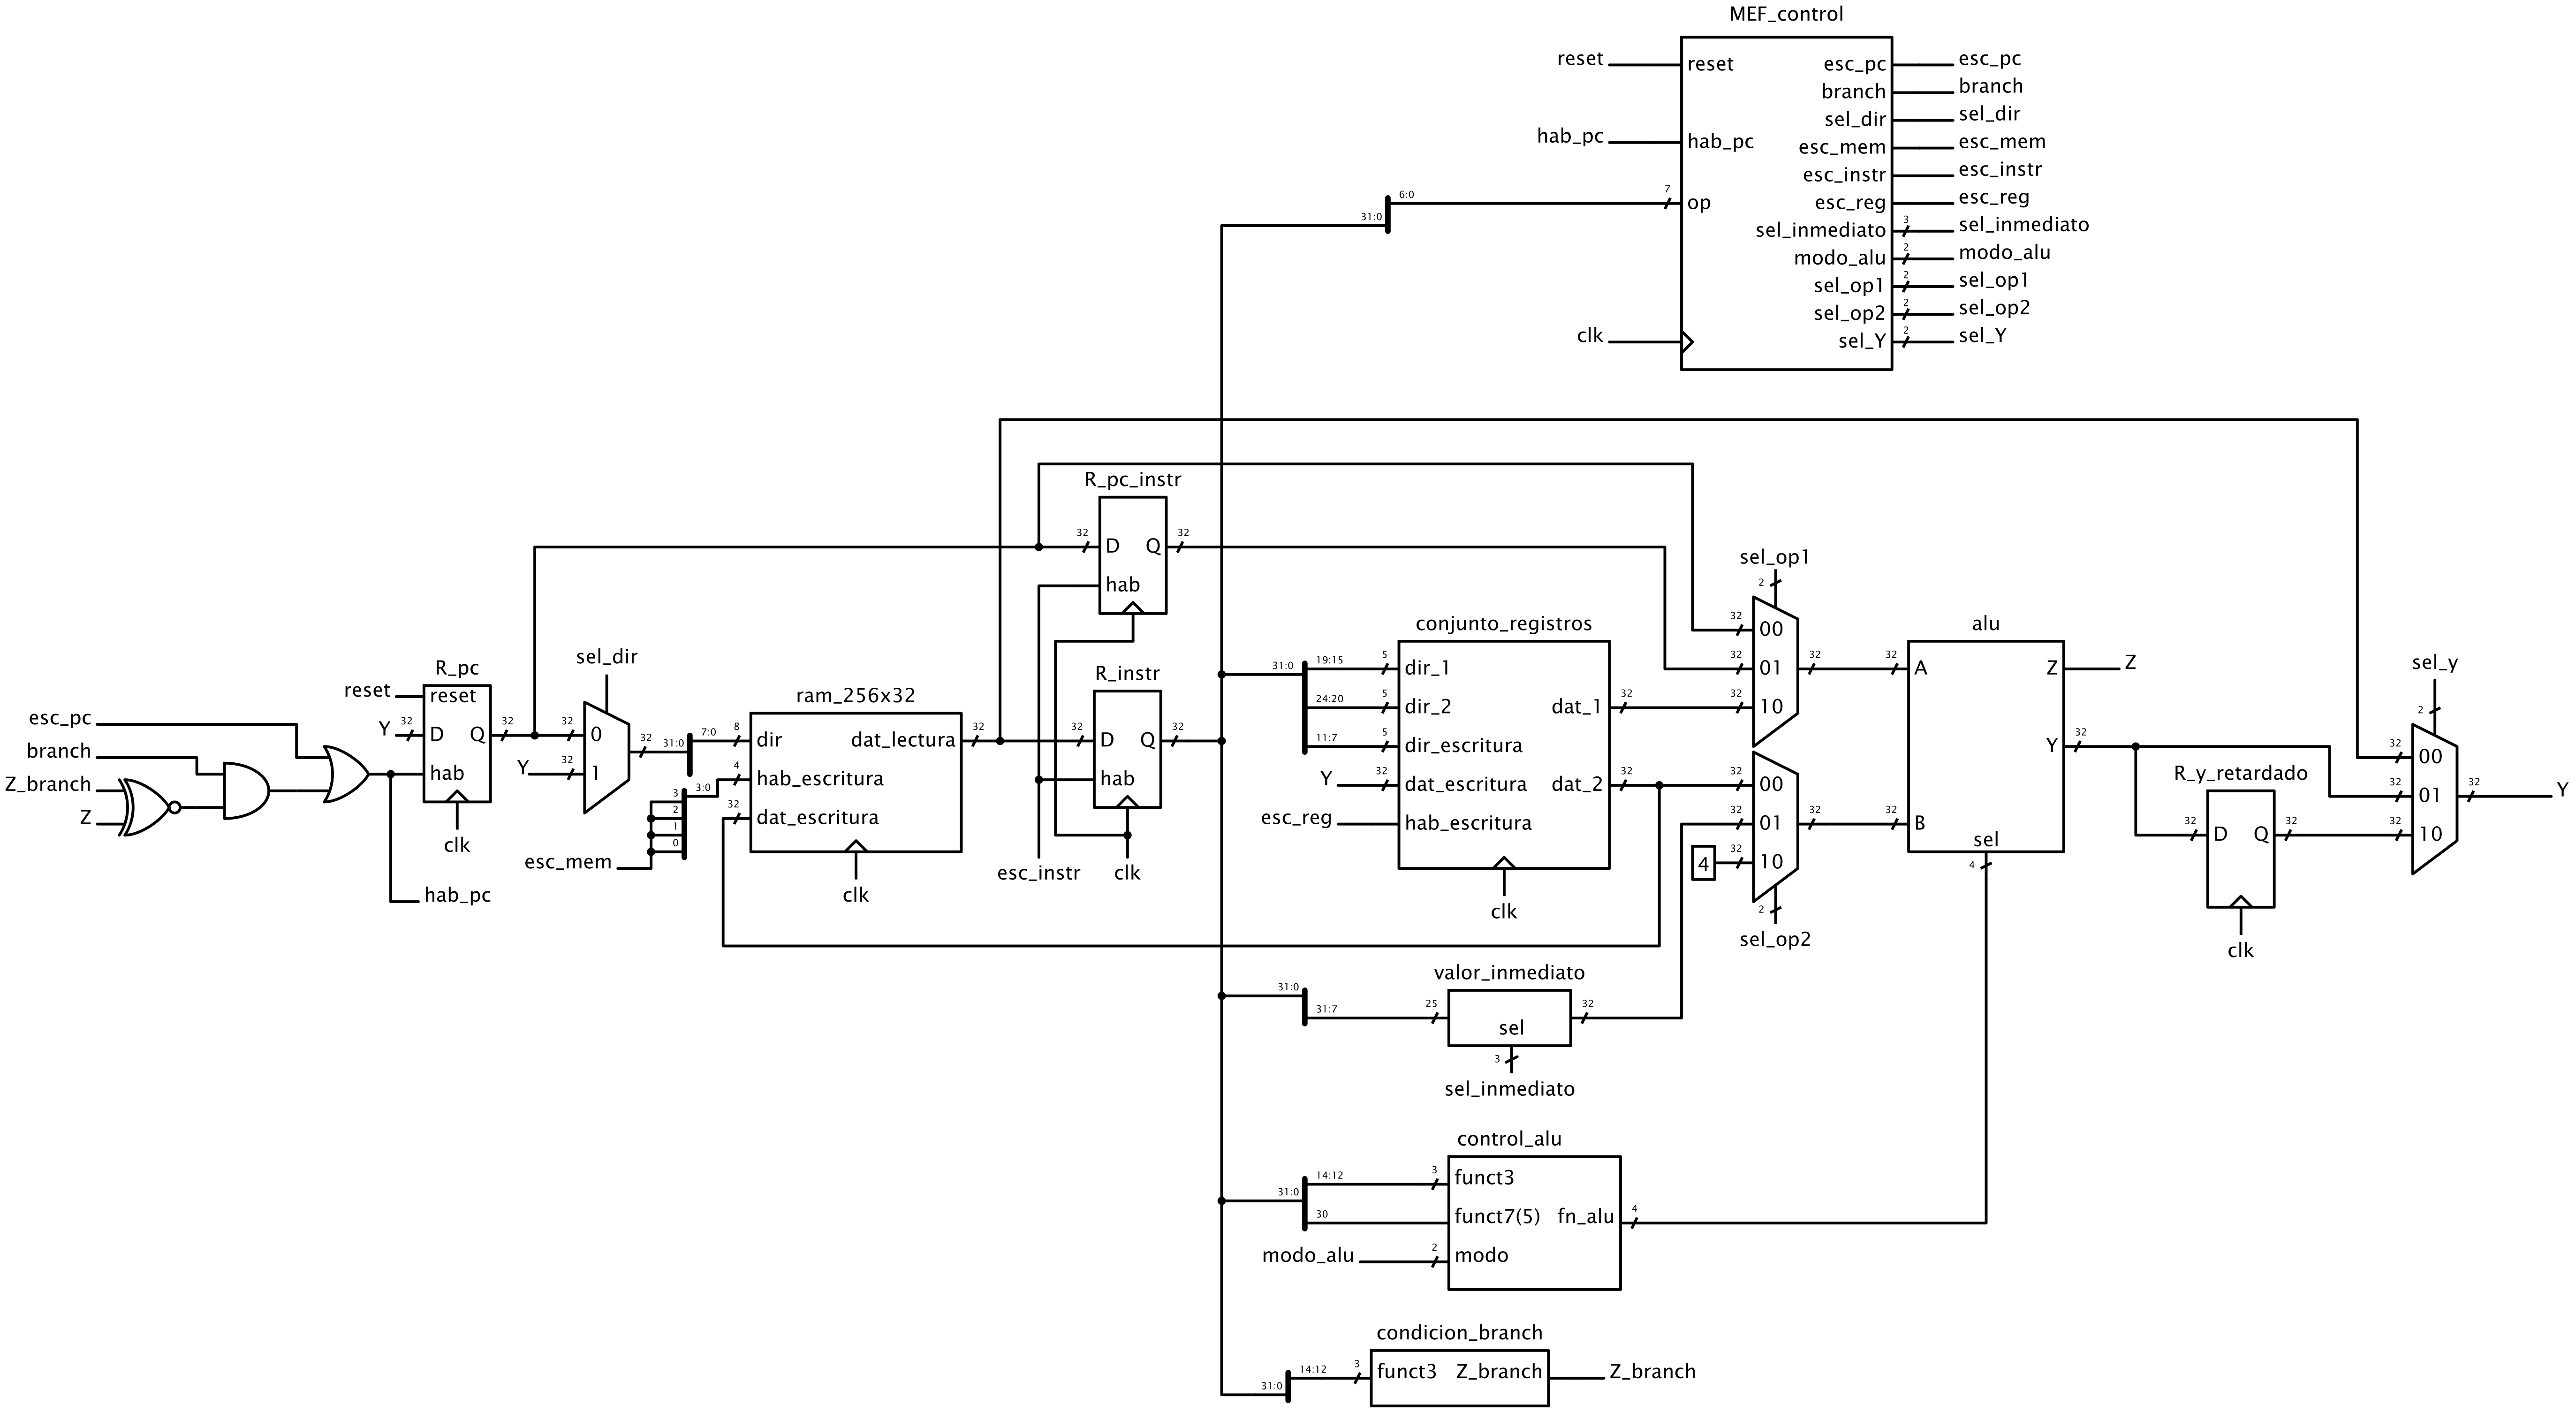 MEF_control
reset
reset
hab_pc
hab_pc
7
6:0
31:0
op
clk
esc_pc
esc_pc
branch
branch
sel_dir
sel_dir
esc_mem
esc_mem
esc_instr
esc_instr
esc_reg
esc_reg
sel_inmediato
3
sel_inmediato
modo_alu
2
modo_alu
sel_op1
2
sel_op1
sel_op2
2
sel_op2
sel_Y
2
sel_Y
esc_pc
branch
Z_branch
Z
R_pc
reset
reset
Y
32
D
Q
32
hab
clk
hab_pc
sel_dir
32
0
Y
32
1
32
31:0
7:0
8
3:0
4
3
2
1
0
32
esc_mem
ram_256x32
dir
dat_lectura
hab_escritura
dat_escritura
clk
32
R_pc_instr
32
D
Q
32
hab
R_instr
32
D
Q
32
hab
esc_instr
clk
conjunto_registros
31:0
19:15
5
dir_1
24:20
5
dir_2
dat_1
32
11:7
5
dir_escritura
Y
32
dat_escritura
dat_2
32
esc_reg
hab_escritura
clk
sel_op1
2
32
00
32
01
32
10
32
32
32
00
32
01
4
32
10
32
32
2
sel_op2
alu
A
Z
Z
Y
32
B
sel
4
R_y_retardado
32
D
Q
32
clk
sel_y
2
32
00
32
01
32
10
32
Y
valor_inmediato
31:0
31:7
25
32
sel
3
sel_inmediato
control_alu
31:0
14:12
3
funct3
30
funct7(5)
fn_alu
4
modo_alu
2
modo
condicion_branch
31:0
14:12
3
funct3
Z_branch
Z_branch